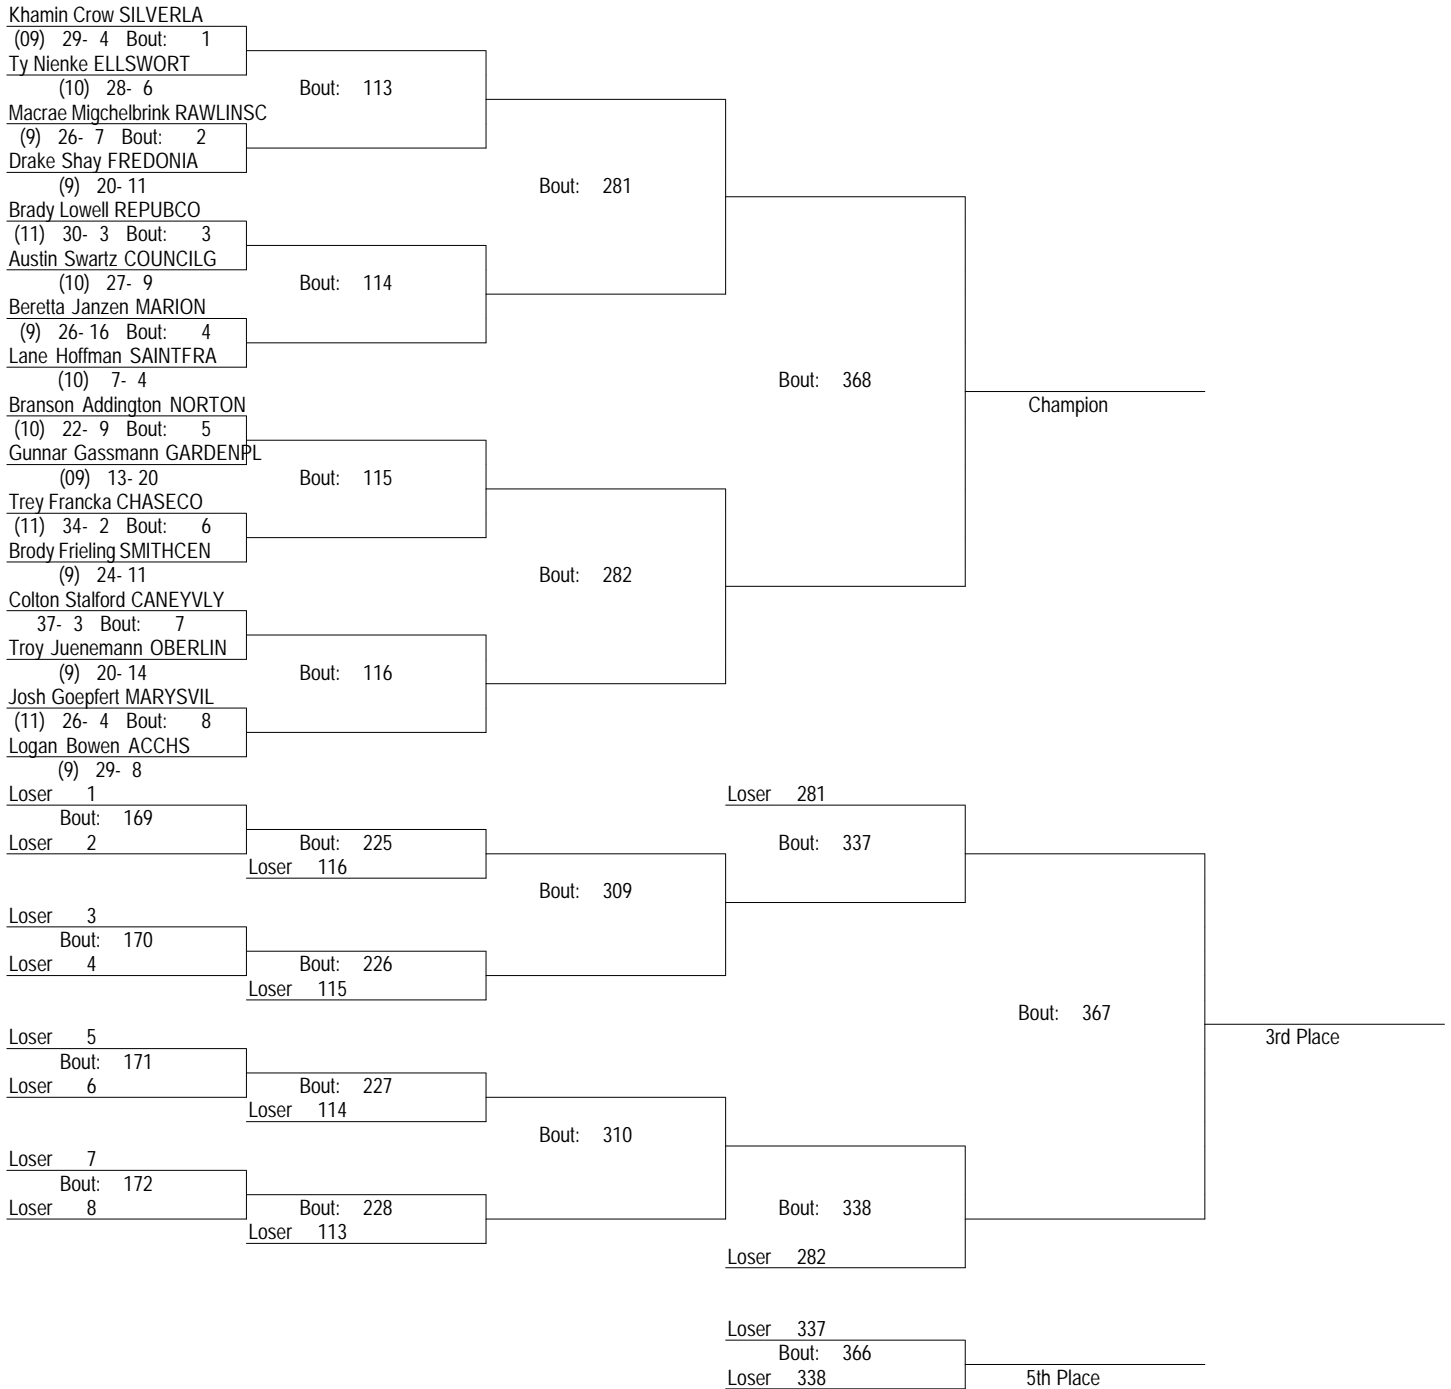 Khamin Crow SILVERLA
(09) 29- 4 Bout: 1
Ty Nienke ELLSWORT
(10) 28- 6 Bout: 113
Macrae Migchelbrink RAWLINSC
(9) 26- 7 Bout: 2
Drake Shay FREDONIA
(9) 20- 11 Bout: 281
Brady Lowell REPUBCO
(11) 30- 3 Bout: 3
Austin Swartz COUNCILG
(10) 27- 9 Bout: 114
Beretta Janzen MARION
(9) 26- 16 Bout: 4
Lane Hoffman SAINTFRA
(10) 7- 4 Bout: 368
Branson Addington NORTON Champion
(10) 22- 9 Bout: 5
Gunnar Gassmann GARDENPL
(09) 13- 20 Bout: 115
Trey Francka CHASECO
(11) 34- 2 Bout: 6
Brody Frieling SMITHCEN
(9) 24- 11 Bout: 282
Colton Stalford CANEYVLY
37- 3 Bout: 7
Troy Juenemann OBERLIN
(9) 20- 14 Bout: 116
Josh Goepfert MARYSVIL
(11) 26- 4 Bout: 8
Logan Bowen ACCHS
(9) 29- 8
Loser 1 Loser 281
Bout: 169
Loser 2 Bout: 225 Bout: 337
Loser 116
Bout: 309
Loser 3
Bout: 170
Loser 4 Bout: 226
Loser 115
Bout: 367
Loser 5 3rd Place
Bout: 171
Loser 6 Bout: 227
Loser 114
Bout: 310
Loser 7
Bout: 172
Loser 8 Bout: 228 Bout: 338
Loser 113
Loser 282
Loser 337
Bout: 366
Loser 338 5th Place